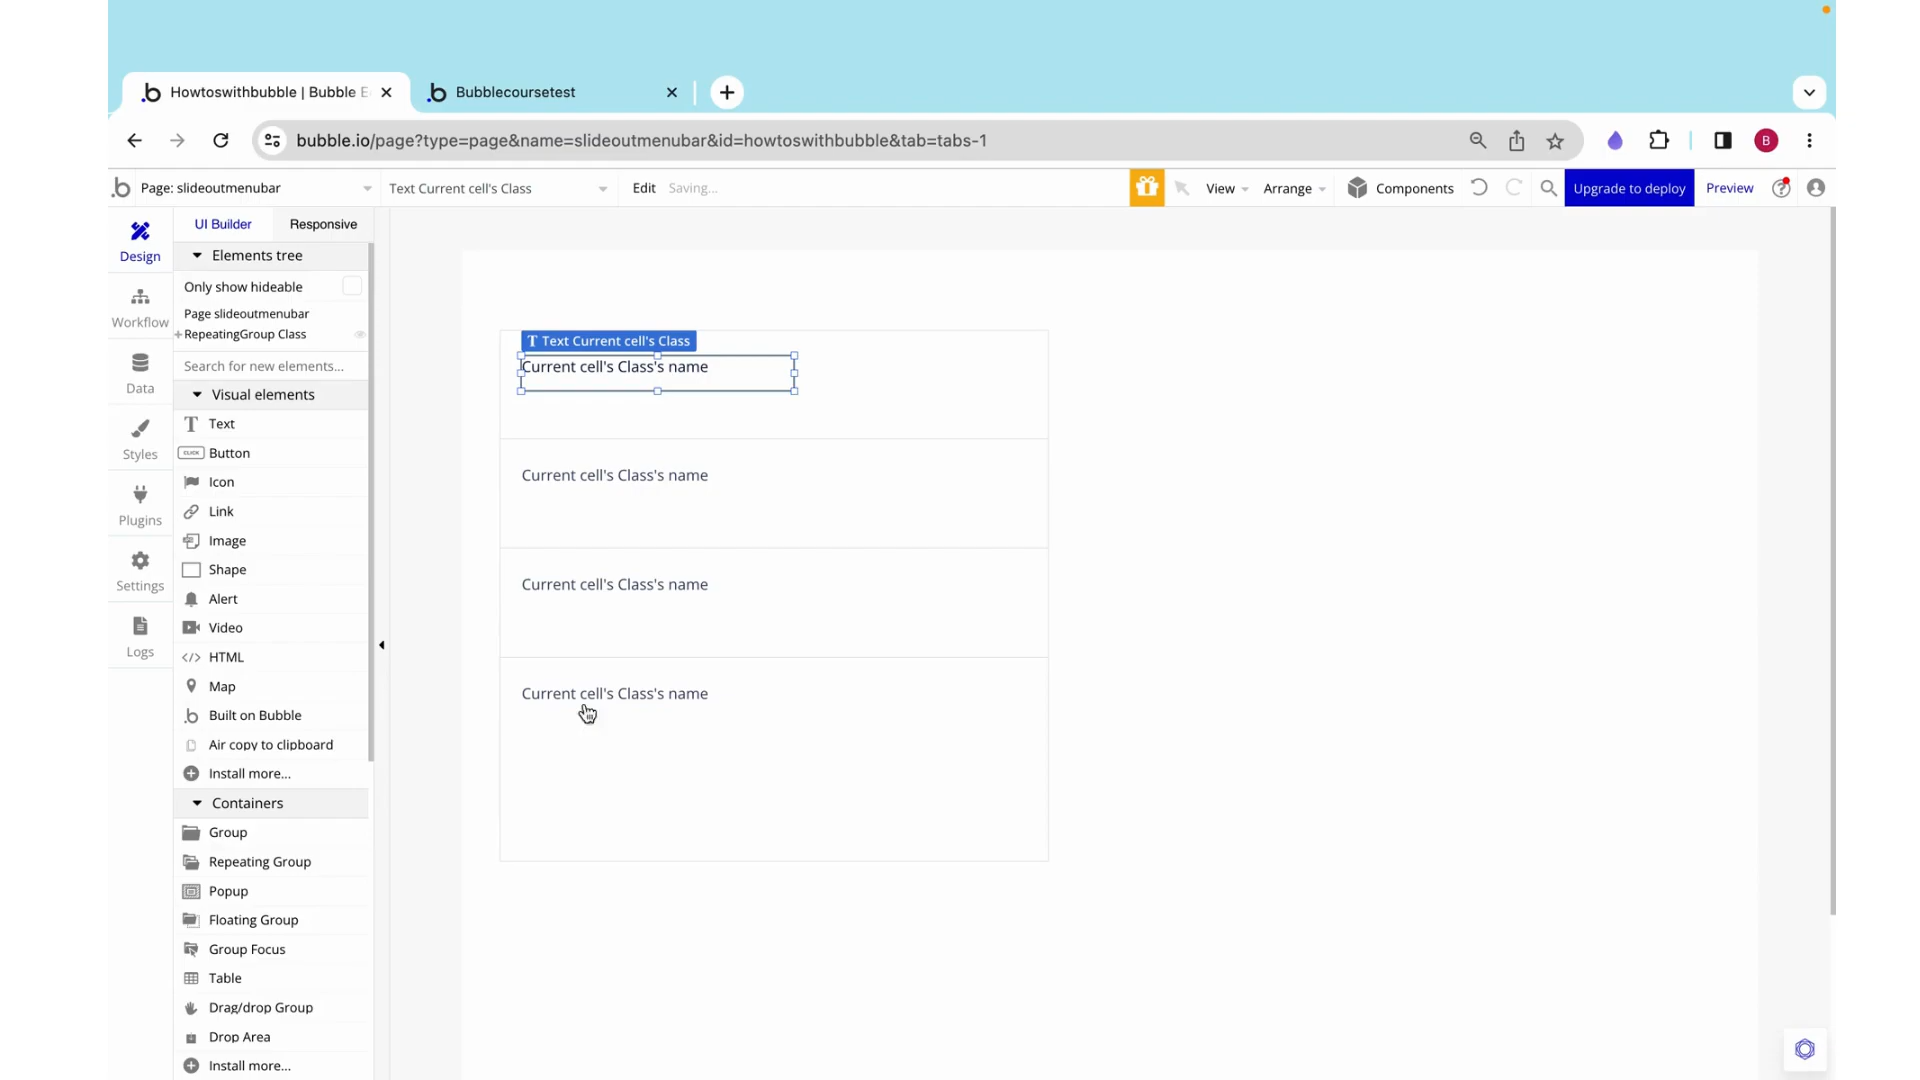 Howtoswithbubble | Bubble E
Bubblecoursetest
bubble.io/page?type=page&name=slideoutmenubar&id=howtoswithbubble&tab=tabs-1
B
Page: slideoutmenubar
Text Current cell's Class
Edit
Saving...
View
Arrange
Components
Upgrade to deploy
Preview
Design
Workflow
Data
Styles
Plugins
Settings
Logs
UI Builder
Responsive
Elements tree
Only show hideable
Page slideoutmenubar
+RepeatingGroup Class
Search for new elements...
Visual elements
Text
CLICK Button
Icon
Link
Image
Shape
Alert
Video
</> HTML
Map
Built on Bubble
Air copy to clipboard
Install more...
Containers
Group
Repeating Group
Popup
Floating Group
Group Focus
Table
Drag/drop Group
Drop Area
Install more...
T Text Current cell's Class
Current cell's Class's name
Current cell's Class's name
Current cell's Class's name
Current cell's Class's name